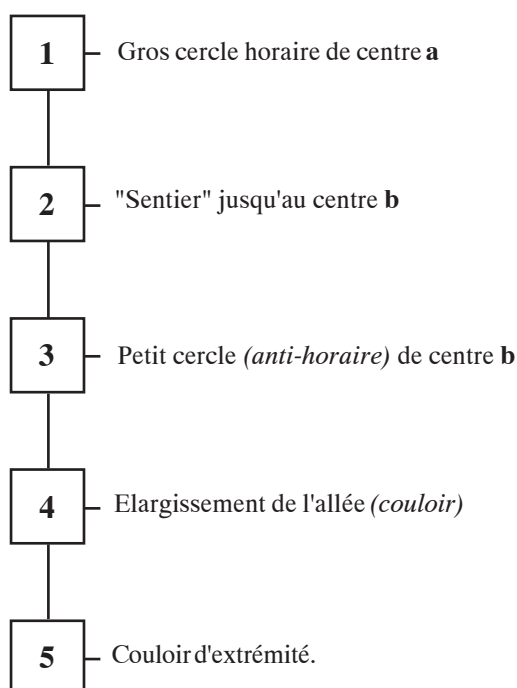 1 Gros cercle horaire de centre a
2 "Sentier" jusqu'au centre b
3 Petit cercle (anti-horaire) de centre b
4 Elargissement de l'allée (couloir)
5 Couloir d'extrémité.